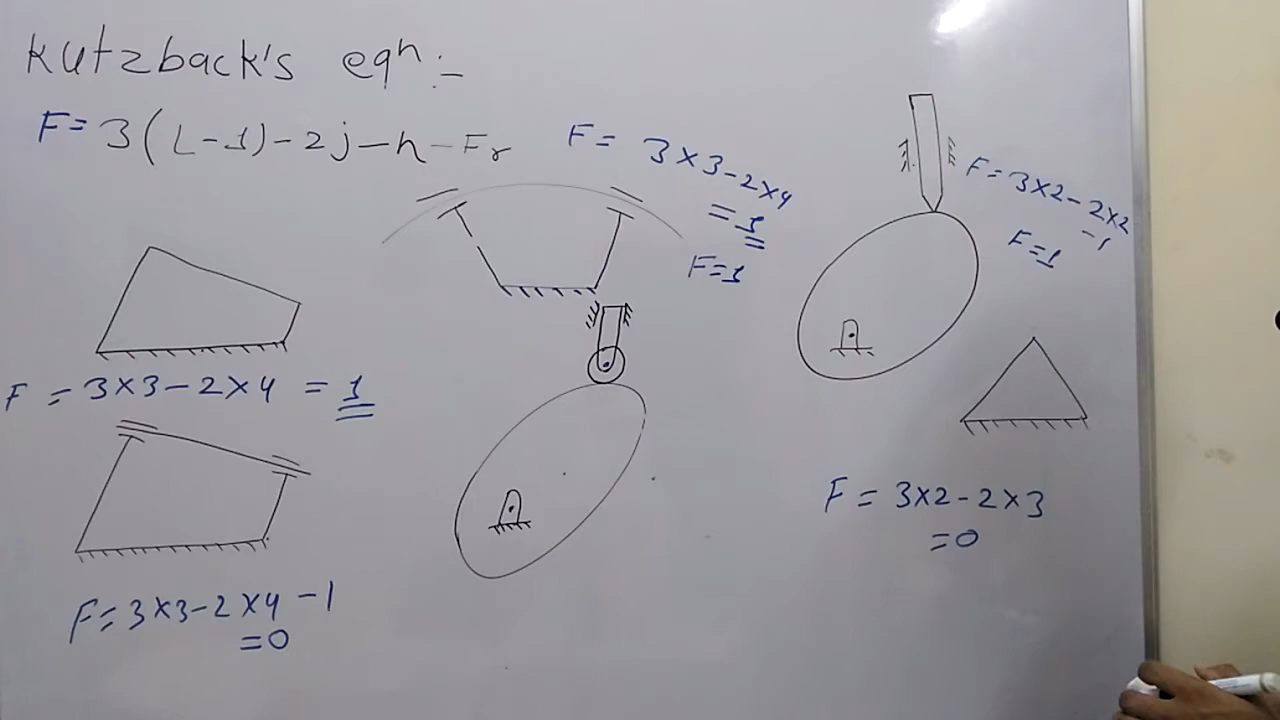 Kutzback's eqn :-
F= 3(L-1)-2j-h-Fr
F= 3×3-2×4
= 1
F=1
F=3×2-2×2
-1
F=1
F = 3×3-2×4 = 1
F= 3×3-2×4 -1
=0
F= 3×2-2×3
=0